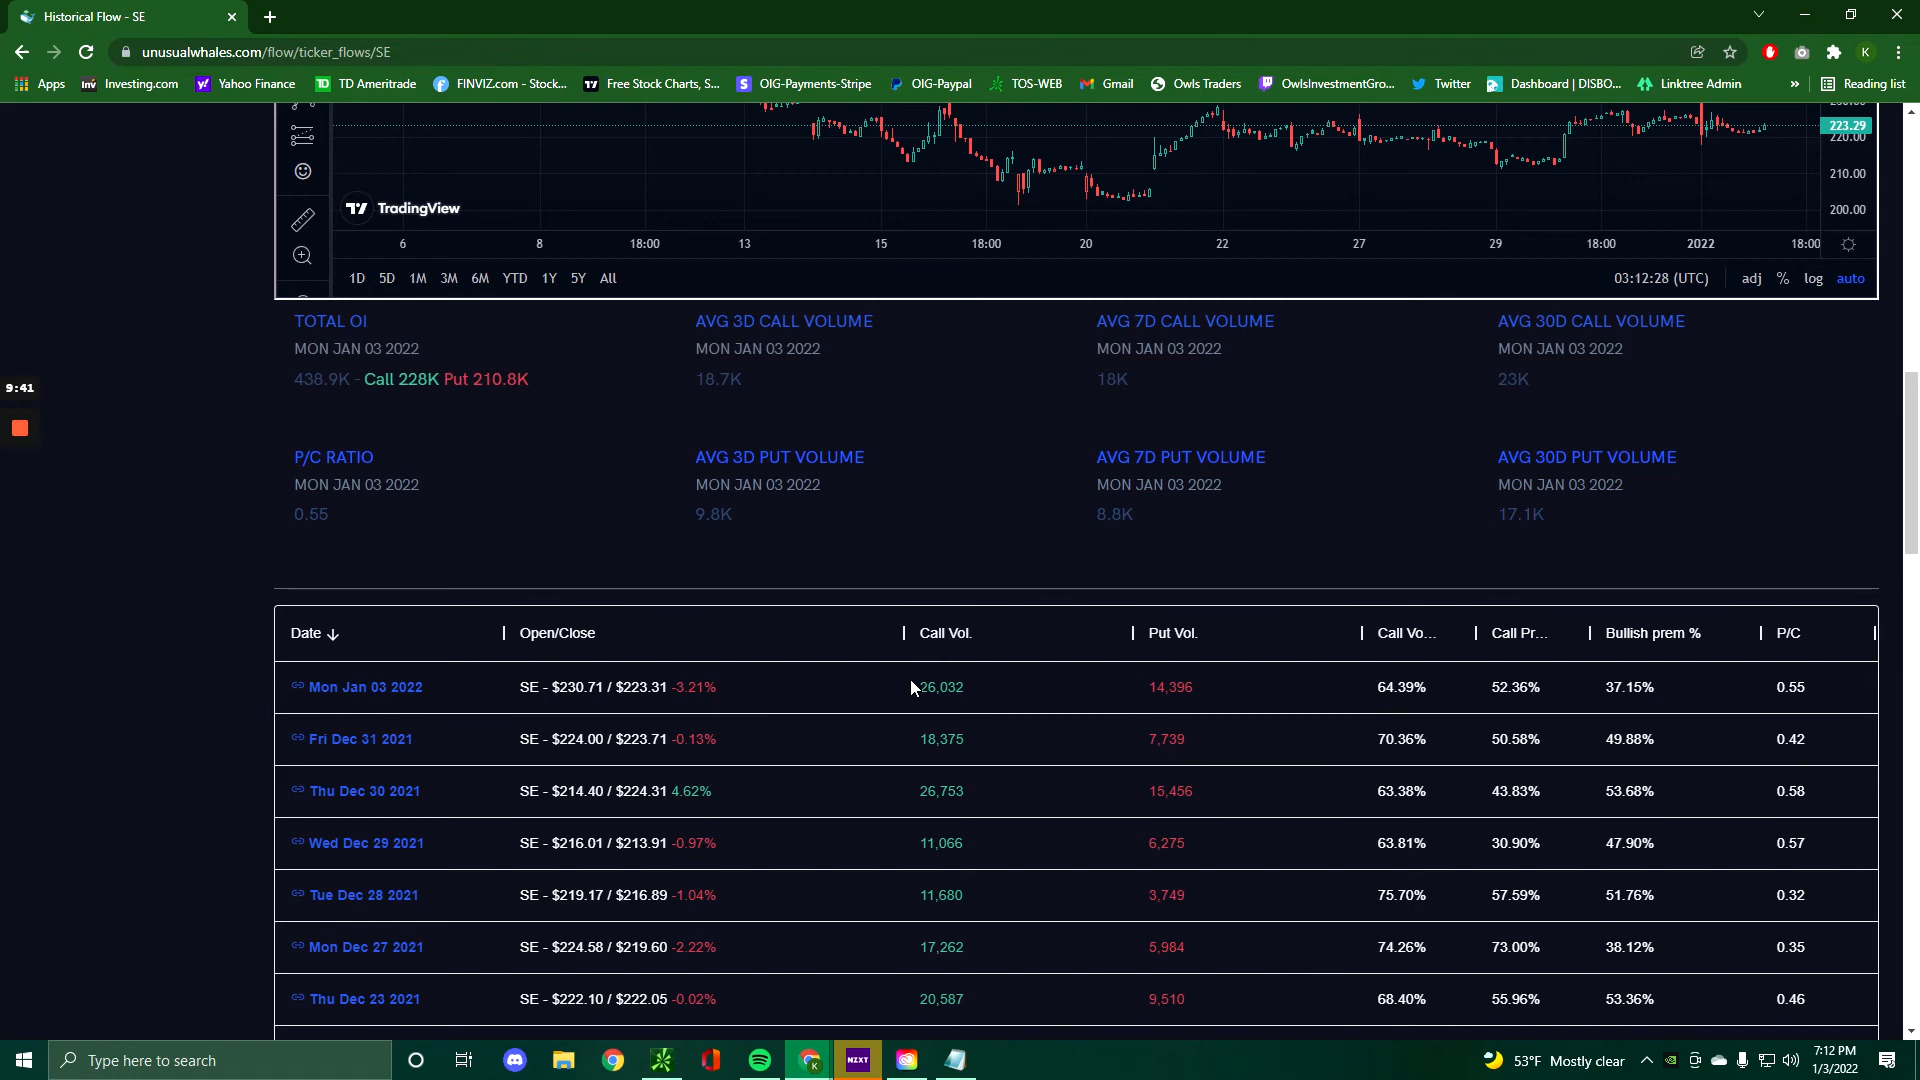 Historical Flow - SE
unusualwhales.com/flow/ticker_flows/SE
K
Apps
inv Investing.com
Yahoo Finance
TD Ameritrade
FINVIZ.com - Stock...
Free Stock Charts, S...
S OIG-Payments-Stripe
OIG-Paypal
TOS-WEB
Gmail
Owls Traders
OwlsInvestmentGro...
Twitter
Dashboard | DISBO...
Linktree Admin
»
Reading list
223.29
220.00
210.00
200.00
TradingView
6 8 18:00 13 15 18:00 20 22 27 29 18:00 2022 18:00
1D 5D 1M 3M 6M YTD 1Y 5Y All
03:12:28 (UTC) adj % log auto
TOTAL OI
MON JAN 03 2022
438.9K - Call 228K Put 210.8K
AVG 3D CALL VOLUME
MON JAN 03 2022
18.7K
AVG 7D CALL VOLUME
MON JAN 03 2022
18K
AVG 30D CALL VOLUME
MON JAN 03 2022
23K
9:41
P/C RATIO
MON JAN 03 2022
0.55
AVG 3D PUT VOLUME
MON JAN 03 2022
9.8K
AVG 7D PUT VOLUME
MON JAN 03 2022
8.8K
AVG 30D PUT VOLUME
MON JAN 03 2022
17.1K
Date Open/Close Call Vol. Put Vol. Call Vo... Call Pr... Bullish prem % P/C
Mon Jan 03 2022 SE - $230.71 / $223.31 -3.21% 26,032 14,396 64.39% 52.36% 37.15% 0.55
Fri Dec 31 2021 SE - $224.00 / $223.71 -0.13% 18,375 7,739 70.36% 50.58% 49.88% 0.42
Thu Dec 30 2021 SE - $214.40 / $224.31 4.62% 26,753 15,456 63.38% 43.83% 53.68% 0.58
Wed Dec 29 2021 SE - $216.01 / $213.91 -0.97% 11,066 6,275 63.81% 30.90% 47.90% 0.57
Tue Dec 28 2021 SE - $219.17 / $216.89 -1.04% 11,680 3,749 75.70% 57.59% 51.76% 0.32
Mon Dec 27 2021 SE - $224.58 / $219.60 -2.22% 17,262 5,984 74.26% 73.00% 38.12% 0.35
Thu Dec 23 2021 SE - $222.10 / $222.05 -0.02% 20,587 9,510 68.40% 55.96% 53.36% 0.46
Type here to search
NZXT
53°F Mostly clear
7:12 PM
1/3/2022